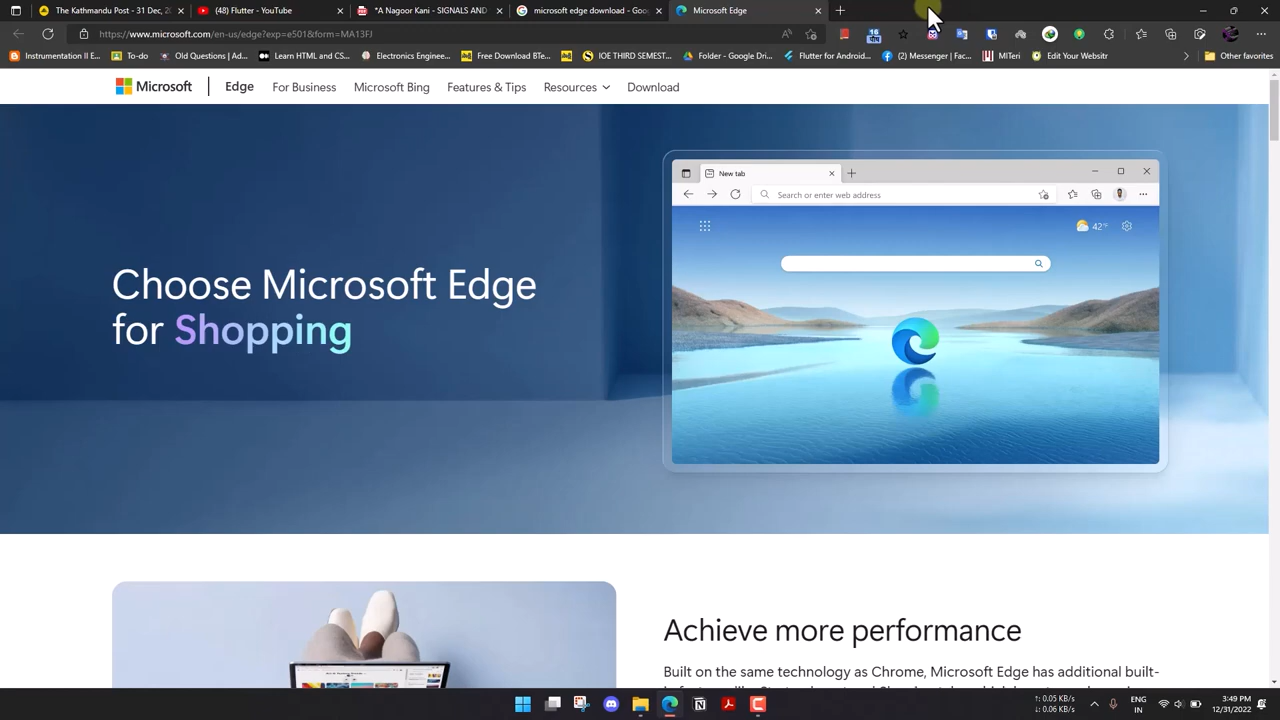 The Kathmandu Post - 31 Dec, 2
(48) Flutter - YouTube
*A Nagoor Kani - SIGNALS AND
microsoft edge download - Goo
Microsoft Edge
https://www.microsoft.com/en-us/edge?exp=e501&form=MA13FJ
16
Instrumentation II E...
To-do
Old Questions | Ad...
Learn HTML and CS...
Electronics Enginee...
Free Download BTe...
IOE THIRD SEMEST...
Folder - Google Driv...
Flutter for Android...
(2) Messenger | Fac...
MITeri
Edit Your Websitr
Other favorites
Microsoft
Edge
For Business
Microsoft Bing
Features & Tips
Resources
Download
New tab
Search or enter web address
42°F
Choose Microsoft Edge
for Shopping
Achieve more performance
Built on the same technology as Chrome, Microsoft Edge has additional built-
↑: 0.05 KB/s
↓: 0.06 KB/s
ENG
IN
3:49 PM
12/31/2022